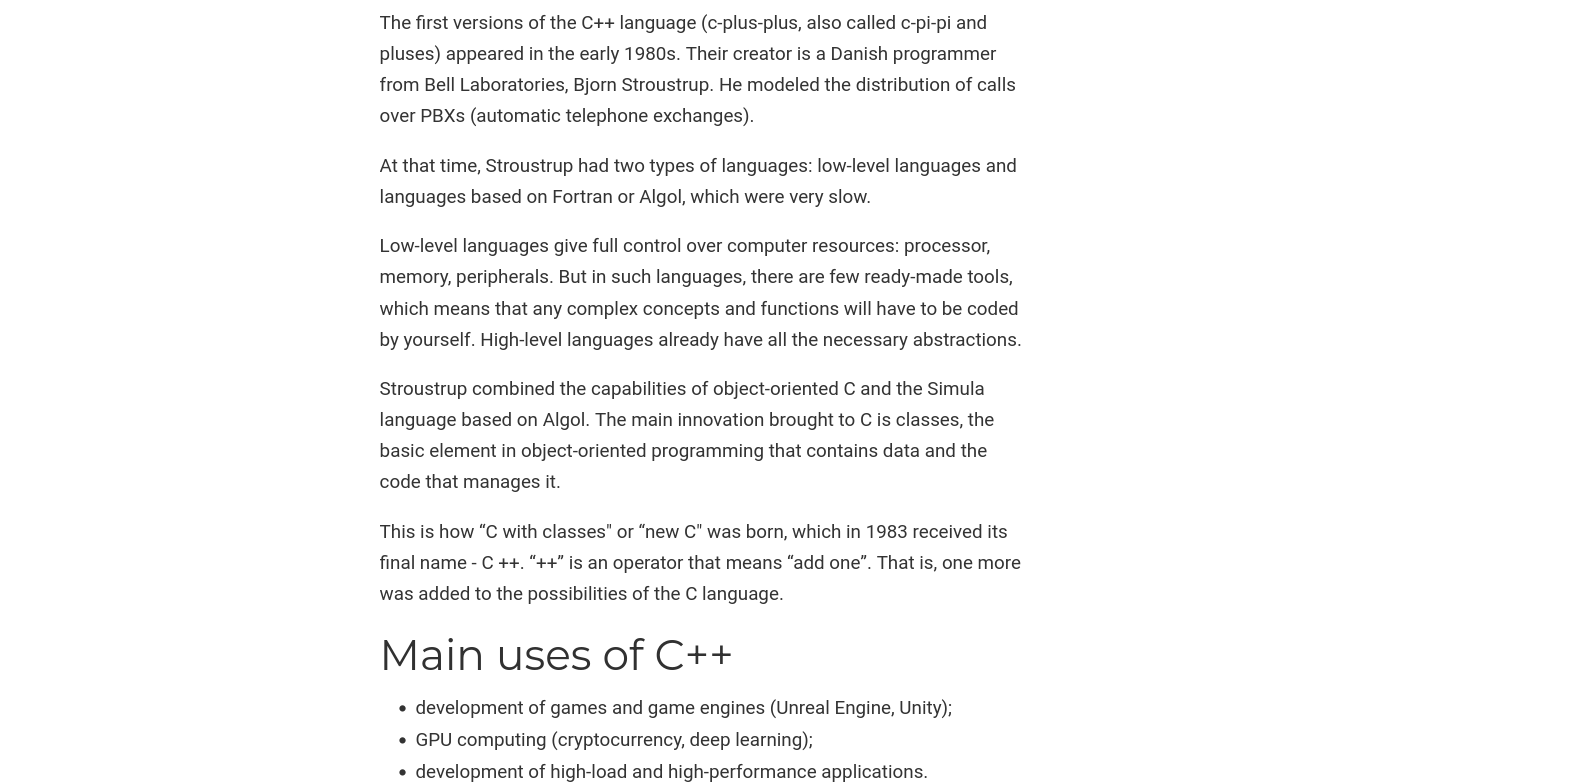 The first versions of the C++ language (c-plus-plus, also called c-pi-pi and
pluses) appeared in the early 1980s. Their creator is a Danish programmer
from Bell Laboratories, Bjorn Stroustrup. He modeled the distribution of calls
over PBXs (automatic telephone exchanges).
At that time, Stroustrup had two types of languages: low-level languages and
languages based on Fortran or Algol, which were very slow.
Low-level languages give full control over computer resources: processor,
memory, peripherals. But in such languages, there are few ready-made tools,
which means that any complex concepts and functions will have to be coded
by yourself. High-level languages already have all the necessary abstractions.
Stroustrup combined the capabilities of object-oriented C and the Simula
language based on Algol. The main innovation brought to C is classes, the
basic element in object-oriented programming that contains data and the
code that manages it.
This is how “C with classes" or “new C" was born, which in 1983 received its
final name - C ++. “++” is an operator that means “add one”. That is, one more
was added to the possibilities of the C language.
Main uses of C++
• development of games and game engines (Unreal Engine, Unity);
• GPU computing (cryptocurrency, deep learning);
• development of high-load and high-performance applications.